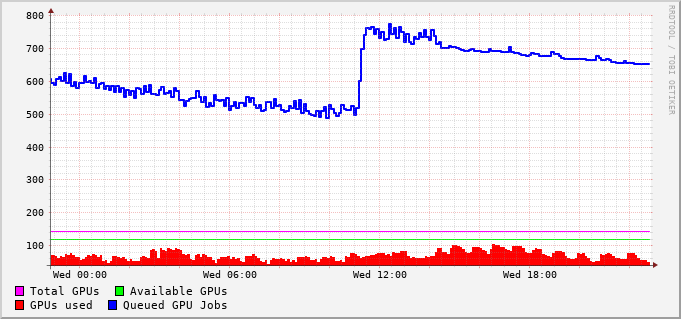 800
700
600
500
400
300
200
100
Wed 00:00 Wed 06:00 Wed 12:00 Wed 18:00
Total GPUs Available GPUs
GPUs used Queued GPU Jobs
RRDTOOL / TOBI OETIKER